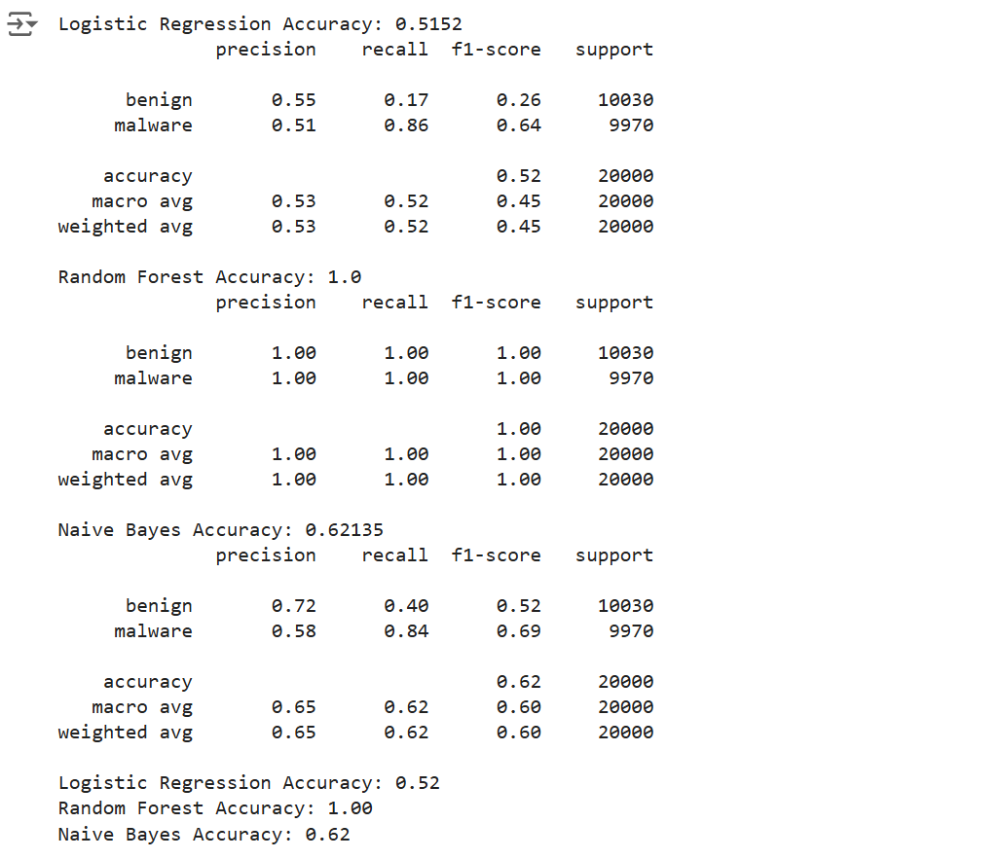 Logistic Regression Accuracy: 0.5152
              precision    recall  f1-score   support

      benign       0.55      0.17      0.26     10030
     malware       0.51      0.86      0.64      9970

    accuracy                           0.52     20000
   macro avg       0.53      0.52      0.45     20000
weighted avg       0.53      0.52      0.45     20000

Random Forest Accuracy: 1.0
              precision    recall  f1-score   support

      benign       1.00      1.00      1.00     10030
     malware       1.00      1.00      1.00      9970

    accuracy                           1.00     20000
   macro avg       1.00      1.00      1.00     20000
weighted avg       1.00      1.00      1.00     20000

Naive Bayes Accuracy: 0.62135
              precision    recall  f1-score   support

      benign       0.72      0.40      0.52     10030
     malware       0.58      0.84      0.69      9970

    accuracy                           0.62     20000
   macro avg       0.65      0.62      0.60     20000
weighted avg       0.65      0.62      0.60     20000

Logistic Regression Accuracy: 0.52
Random Forest Accuracy: 1.00
Naive Bayes Accuracy: 0.62